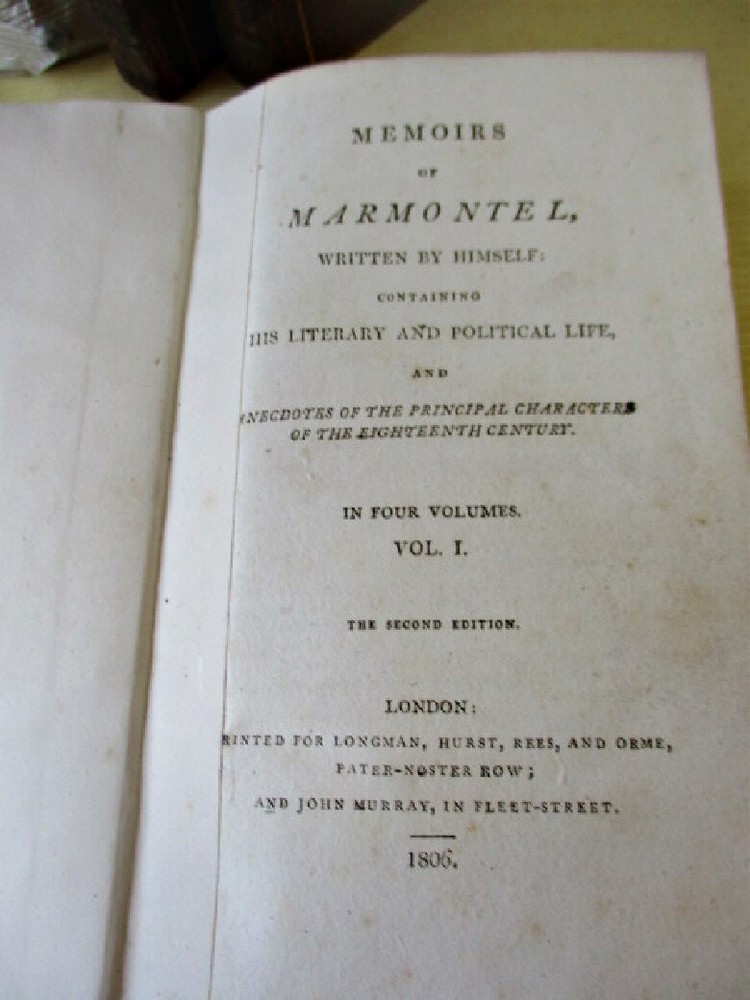 MEMOIRS
OF
MARMONTEL,
WRITTEN BY HIMSELF:
CONTAINING
HIS LITERARY AND POLITICAL LIFE,
AND
ANECDOTES OF THE PRINCIPAL CHARACTERS
OF THE EIGHTEENTH CENTURY.
IN FOUR VOLUMES.
VOL. I.
THE SECOND EDITION.
LONDON:
RINTED FOR LONGMAN, HURST, REES, AND ORME,
PATER-NOSTER ROW;
AND JOHN MURRAY, IN FLEET-STREET.
1806.